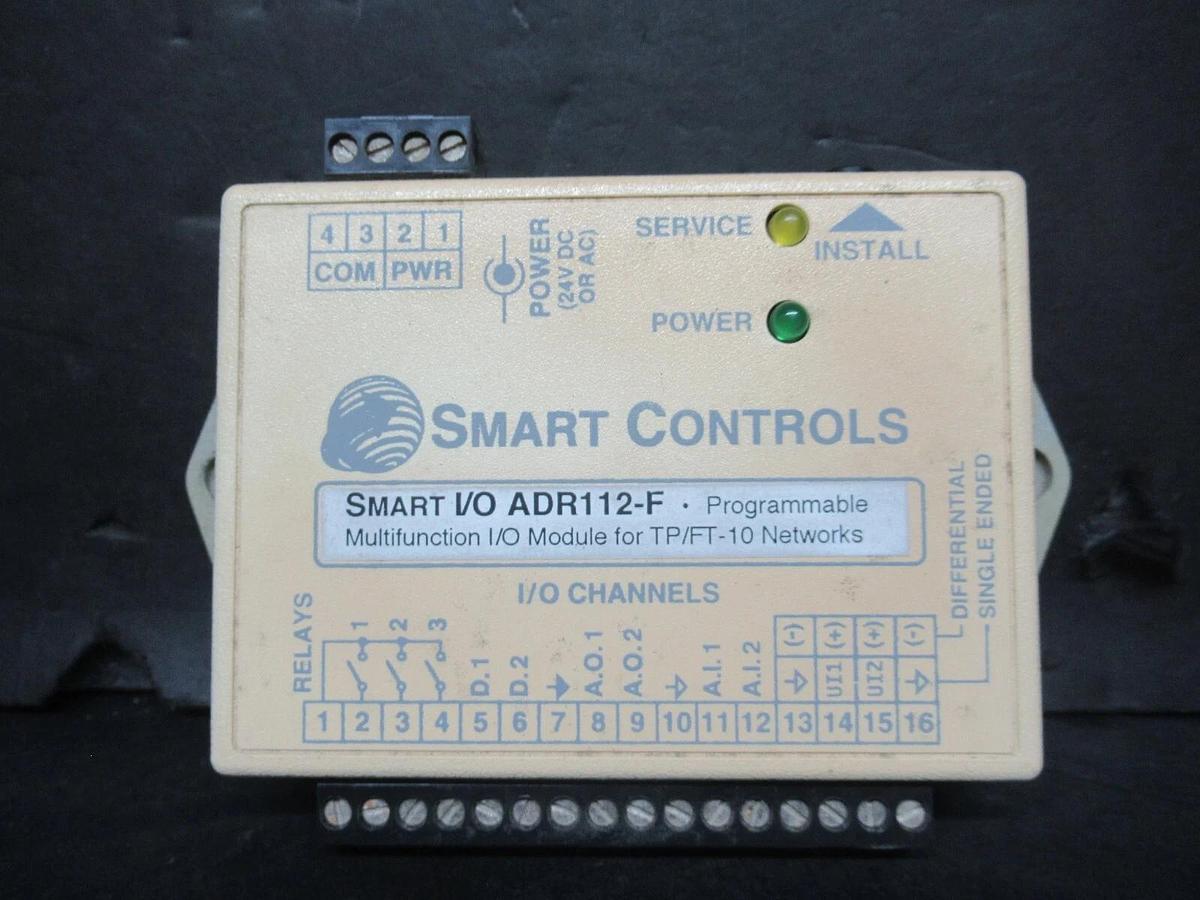 4 3 2 1
COM PWR
POWER
(24V DC
OR AC)
SERVICE
INSTALL
POWER
SMART CONTROLS
SMART I/O ADR112-F · Programmable
Multifunction I/O Module for TP/FT-10 Networks
I/O CHANNELS
DIFFERENTIAL
SINGLE ENDED
RELAYS
1 2 3
D.1
D.2
A.O.1
A.O.2
A.I.1
A.I.2
(-) (+) (+) (-)
UI1 UI2
1 2 3 4 5 6 7 8 9 10 11 12 13 14 15 16